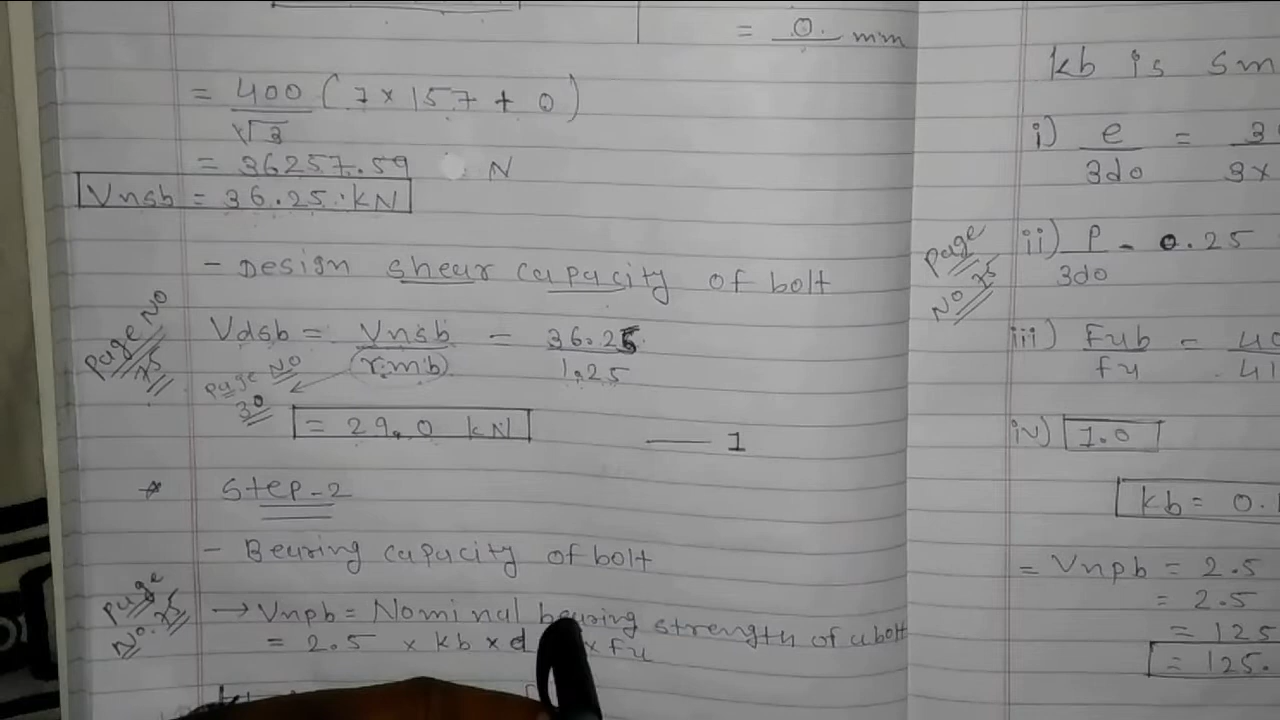 = 0. mm
= 400/√3 (7 × 157 + 0)
= 36257.59 N
Vnsb = 36.25 kN
- Design shear capacity of bolt
Page NO 75
Vdsb = Vnsb/(rmb) = 36.25/1.25
Page NO 30
= 29.0 kN —— 1
* Step-2
- Bearing capacity of bolt
Page No. 75
→ Vnpb = Nominal bearing strength of a bolt
= 2.5 × kb × d × fu
kb is sm
i) e/3do = 3/3×
Page No 75
ii) P/3do - 0.25
iii) Fub/fu = 40/41
iv) 1.0
kb = 0.
= Vnpb = 2.5
= 2.5
= 125
= 125.